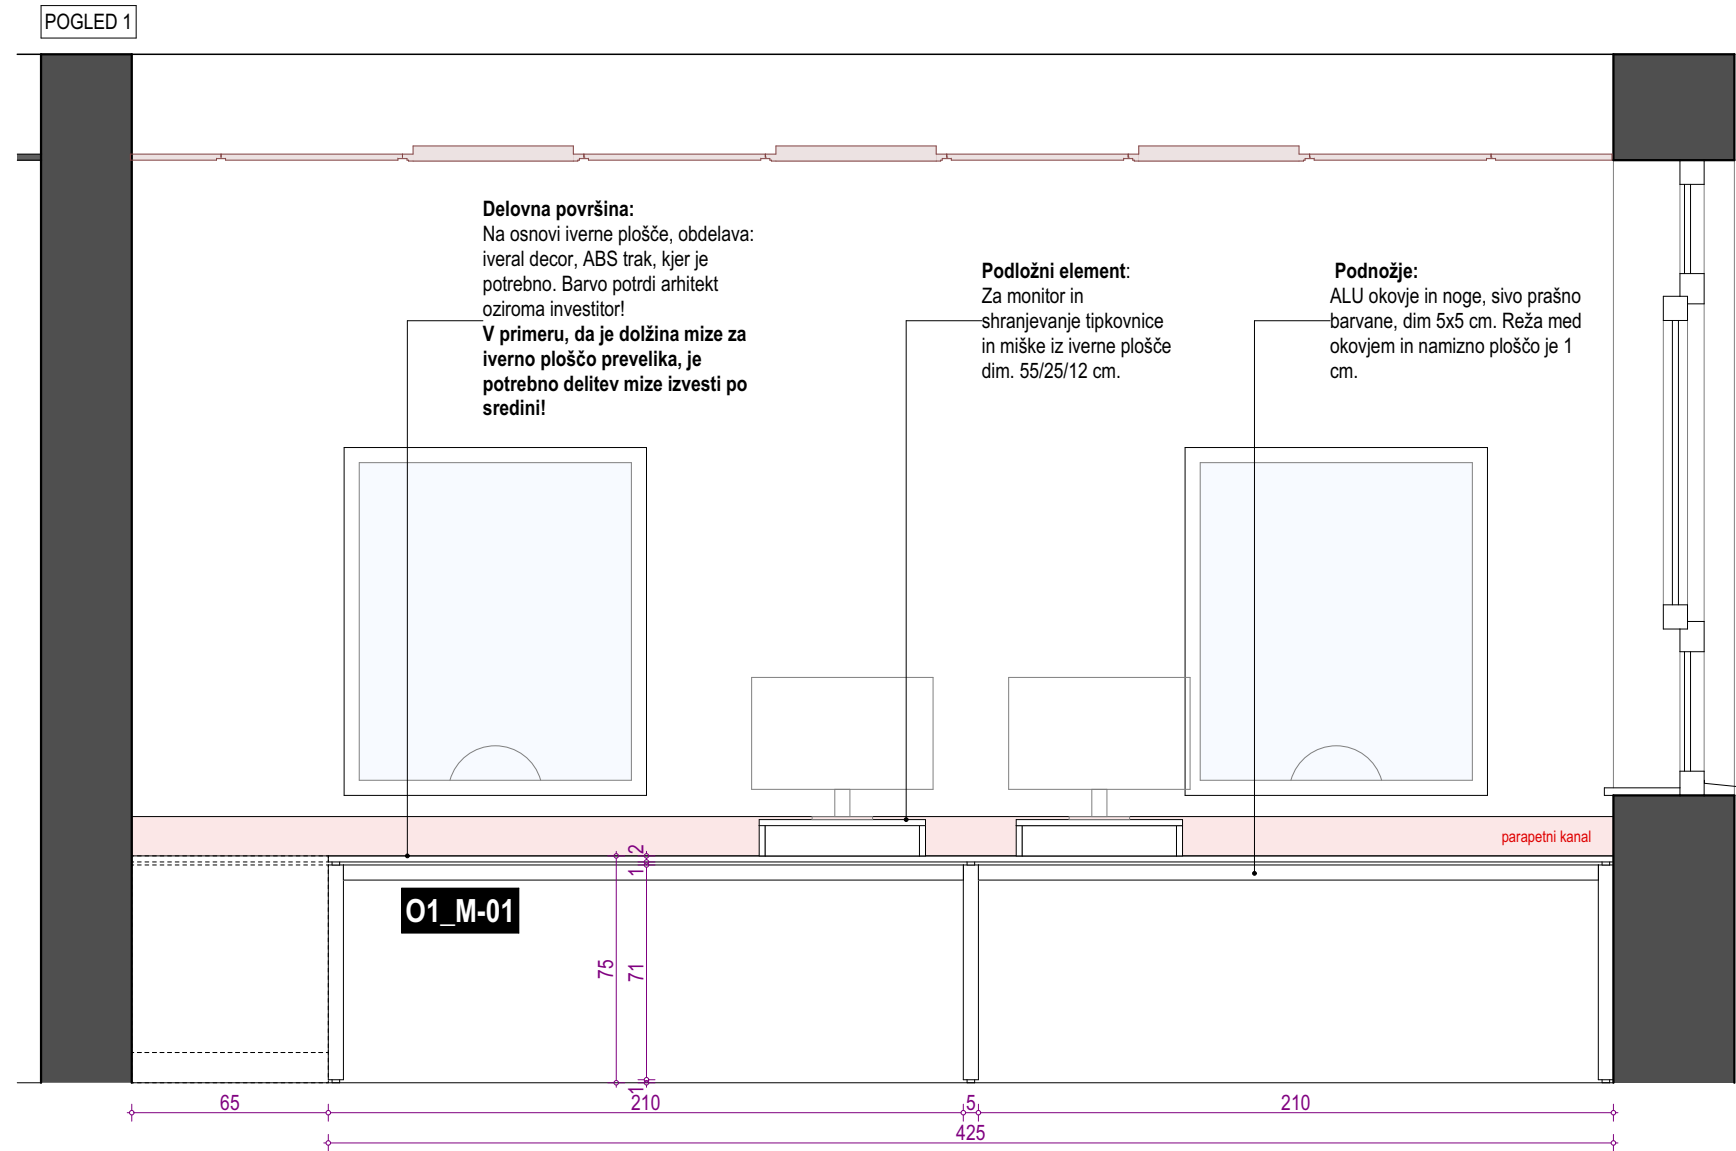 POGLED 1
Delovna površina:
Na osnovi iverne plošče, obdelava:
iveral decor, ABS trak, kjer je
potrebno. Barvo potrdi arhitekt
oziroma investitor!
V primeru, da je dolžina mize za
iverno ploščo prevelika, je
potrebno delitev mize izvesti po
sredini!
Podložni element:
Za monitor in
shranjevanje tipkovnice
in miške iz iverne plošče
dim. 55/25/12 cm.
Podnožje:
ALU okovje in noge, sivo prašno
barvane, dim 5x5 cm. Reža med
okovjem in namizno ploščo je 1
cm.
parapetni kanal
O1_M-01
2
1
75
71
1
65
210
5
210
425